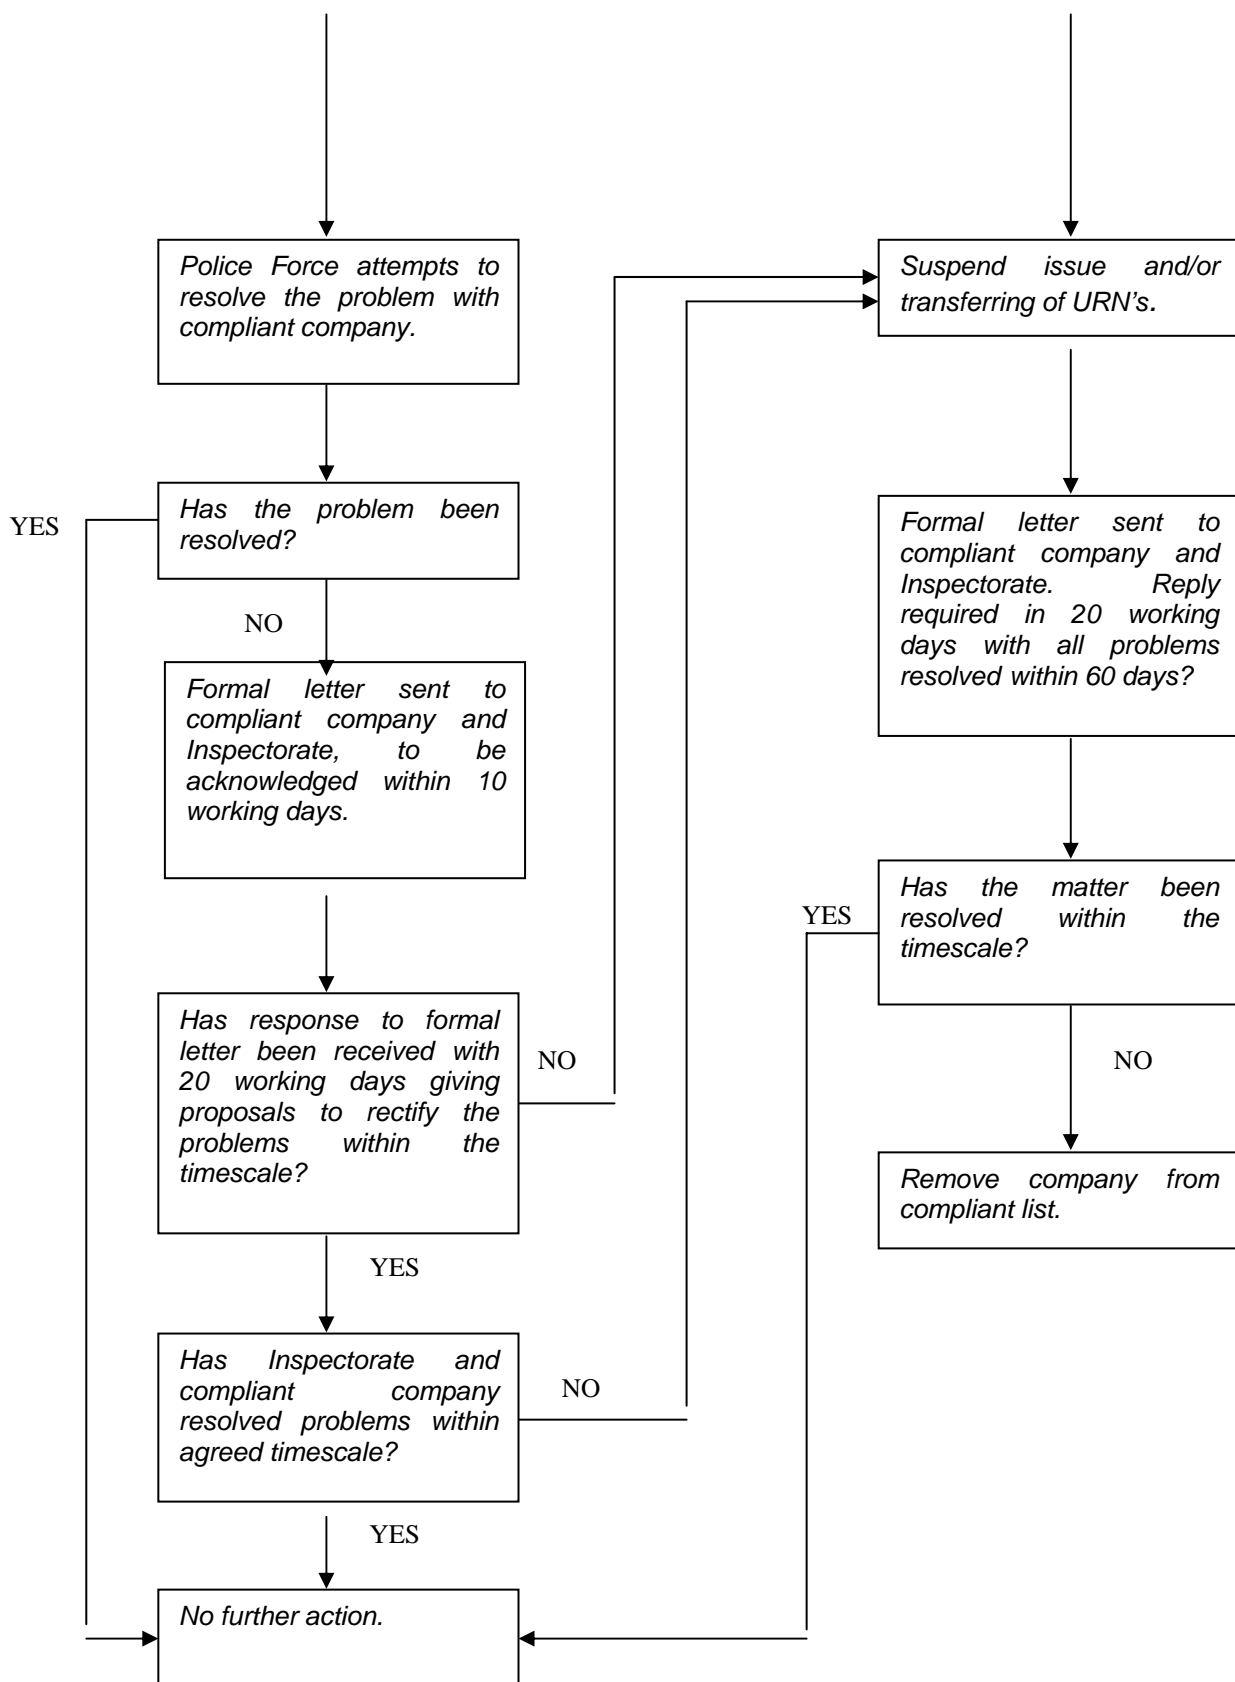 Police Force attempts to
resolve the problem with
compliant company.
Has the problem been
resolved?
YES
NO
Formal letter sent to
compliant company and
Inspectorate, to be
acknowledged within 10
working days.
Has response to formal
letter been received with
20 working days giving
proposals to rectify the
problems within the
timescale?
NO
YES
Has Inspectorate and
compliant company
resolved problems within
agreed timescale?
NO
YES
No further action.
Suspend issue and/or
transferring of URN’s.
Formal letter sent to
compliant company and
Inspectorate. Reply
required in 20 working
days with all problems
resolved within 60 days?
Has the matter been
resolved within the
timescale?
YES
NO
Remove company from
compliant list.